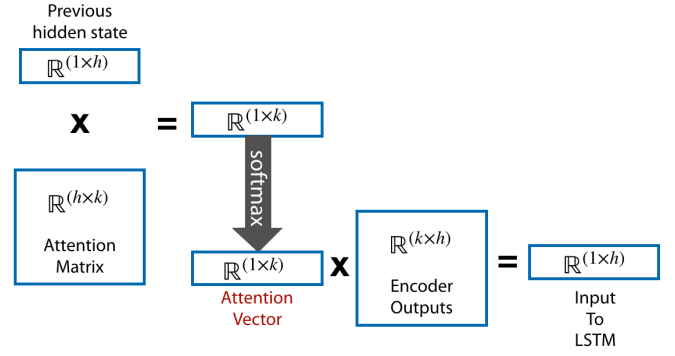 Previous
hidden state
ℝ^(1×h)
x
=
ℝ^(1×k)
ℝ^(h×k)
Attention
Matrix
softmax
ℝ^(1×k)
Attention
Vector
x
ℝ^(k×h)
Encoder
Outputs
=
ℝ^(1×h)
Input
To
LSTM